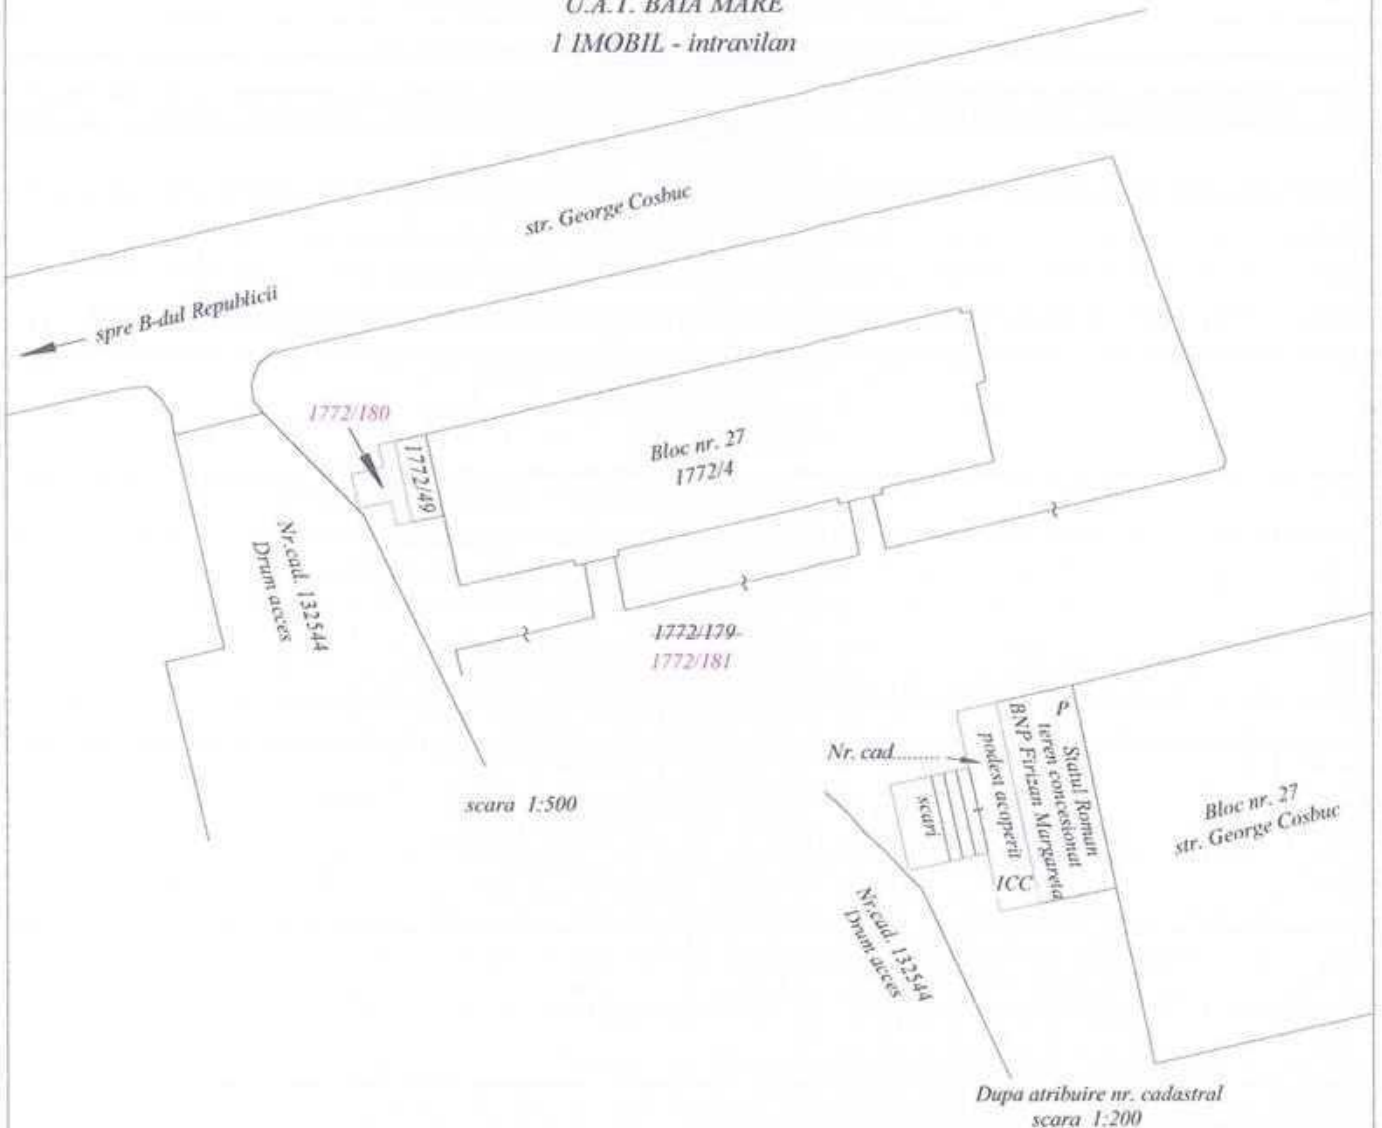 U.A.T. BAIA MARE
1 IMOBIL - intravilan
str. George Cosbuc
spre B-dul Republicii
1772/180
1772/49
Bloc nr. 27
1772/4
Nr.cad. 132544
Drum acces
1772/179
1772/181
scara 1:500
Nr. cad........
scari
podest acoperit
ICC
BNP Firizan Margareta
teren concesionat
Statul Roman
P
Bloc nr. 27
str. George Cosbuc
Nr.cad. 132544
Drum acces
Dupa atribuire nr. cadastral
scara 1:200